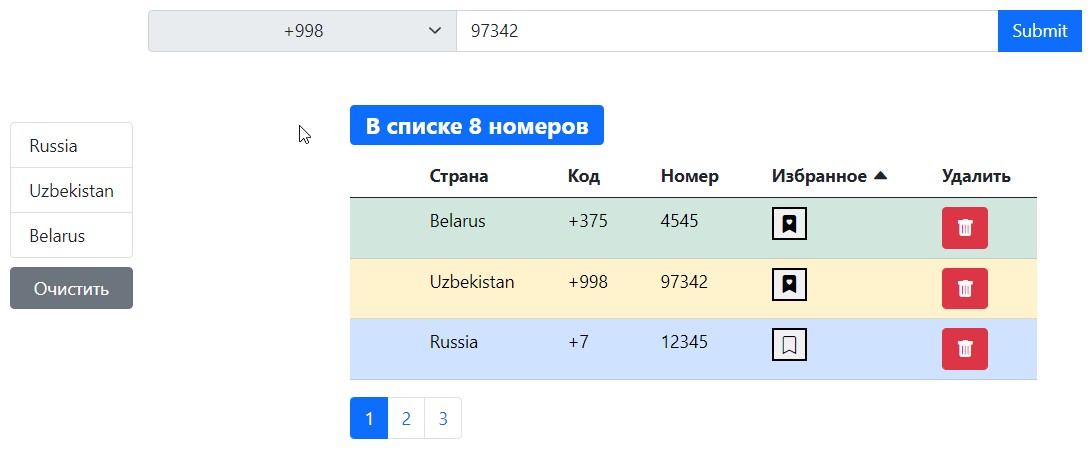 +998 97342 Submit
Russia
Uzbekistan
Belarus
Очистить
В списке 8 номеров
Страна Код Номер Избранное Удалить
Belarus +375 4545
Uzbekistan +998 97342
Russia +7 12345
1 2 3